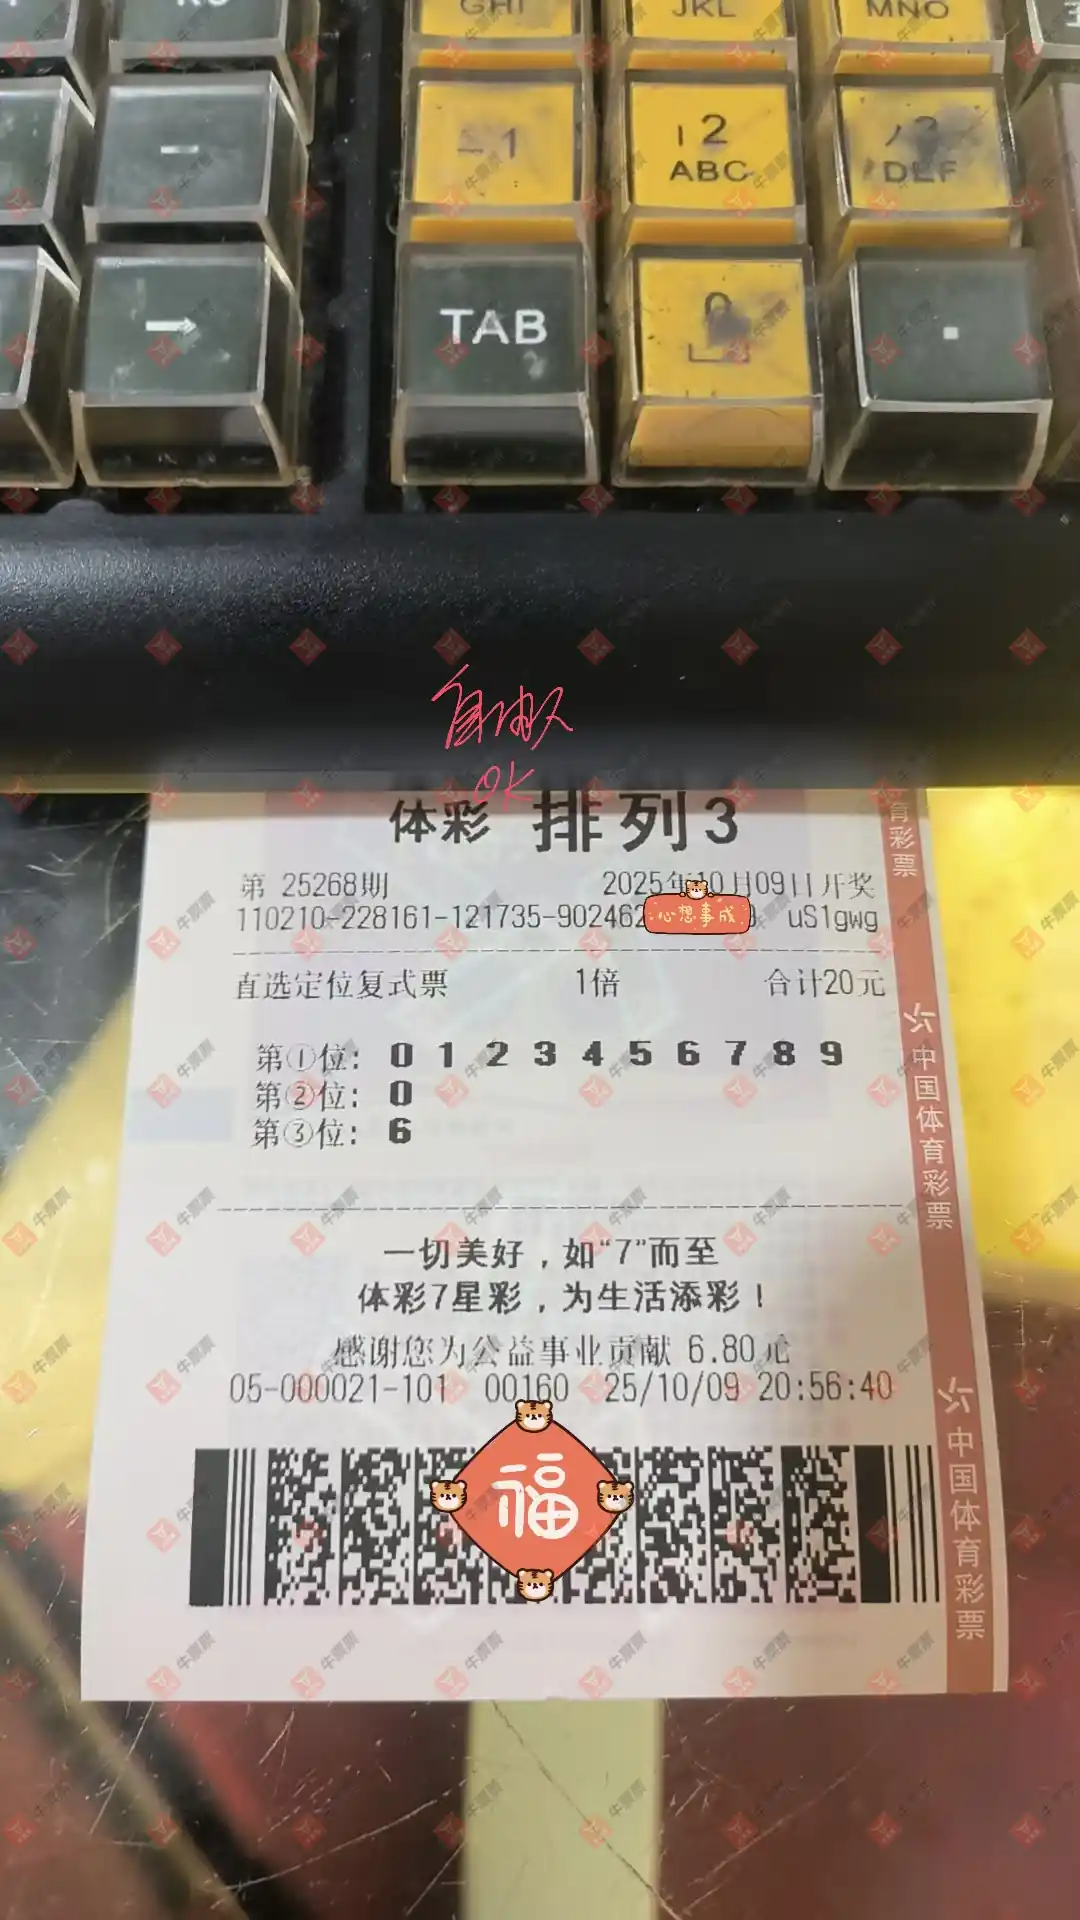 GHI JKL MNO
- 1 2 3
ABC DEF
→ TAB 0 .
自由人
OK
体彩 排列3
第 25268期 2025年10月09日开奖
110210-228161-121735-902462 心想事成 uS1gwg
直选定位复式票 1倍 合计20元
第①位: 0 1 2 3 4 5 6 7 8 9
第②位: 0
第③位: 6
一切美好，如“7”而至
体彩7星彩，为生活添彩！
感谢您为公益事业贡献 6.80元
05-000021-101 00160 25/10/09 20:56:40
福
育彩票
中国体育彩票
中国体育彩票
牛票票